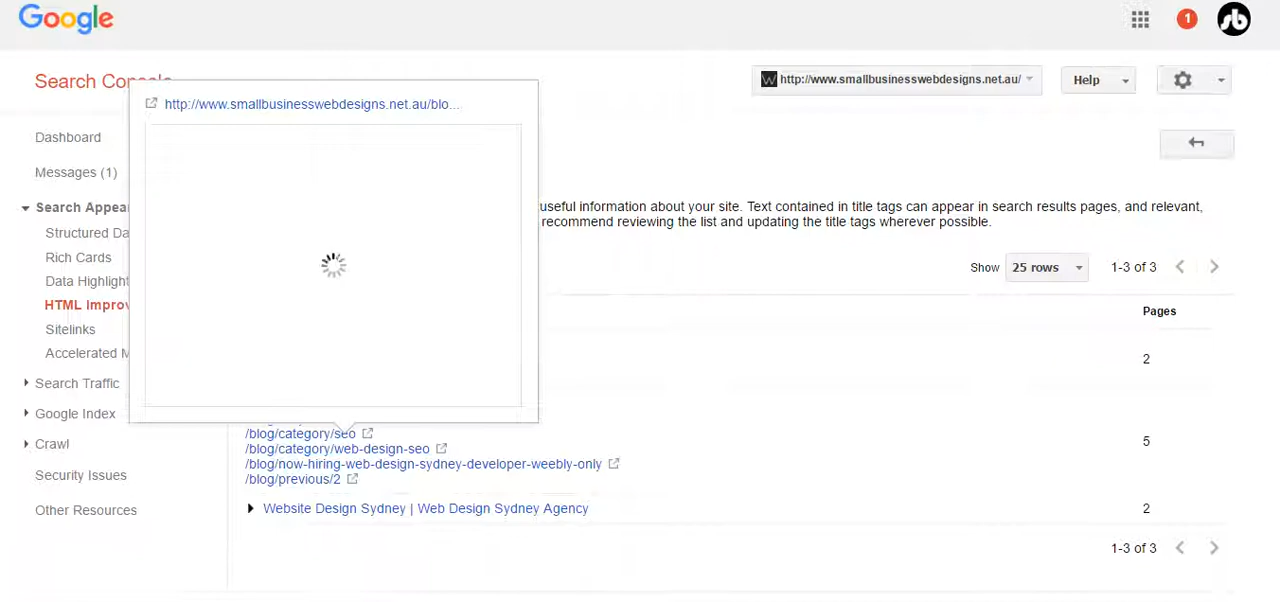 Google
1
sb
Search Console
W http://www.smallbusinesswebdesigns.net.au/
Help
http://www.smallbusinesswebdesigns.net.au/blo...
Dashboard
Messages (1)
Search Appea
useful information about your site. Text contained in title tags can appear in search results pages, and relevant,
recommend reviewing the list and updating the title tags wherever possible.
Structured Da
Rich Cards
Show 25 rows 1-3 of 3
Data Highlight
HTML Improv
Pages
Sitelinks
Accelerated M
2
Search Traffic
Google Index
/blog/category/seo
5
Crawl
/blog/category/web-design-seo
/blog/now-hiring-web-design-sydney-developer-weebly-only
Security Issues
/blog/previous/2
Other Resources
Website Design Sydney | Web Design Sydney Agency
2
1-3 of 3